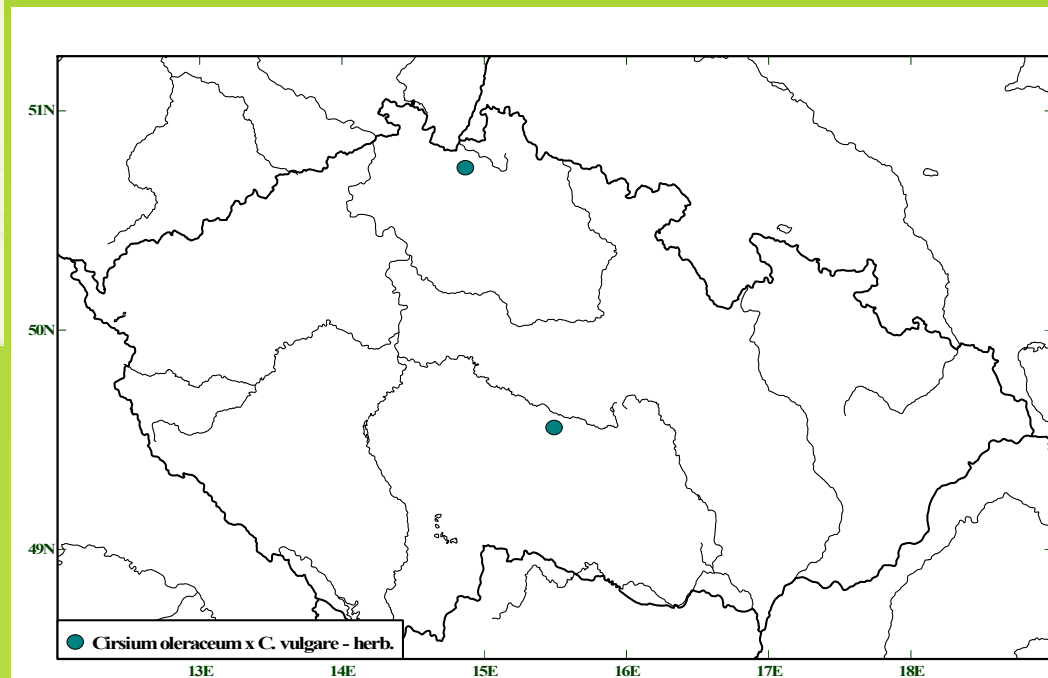 51N
50N
49N
Cirsium oleraceum x C. vulgare - herb.
13E 14E 15E 16E 17E 18E